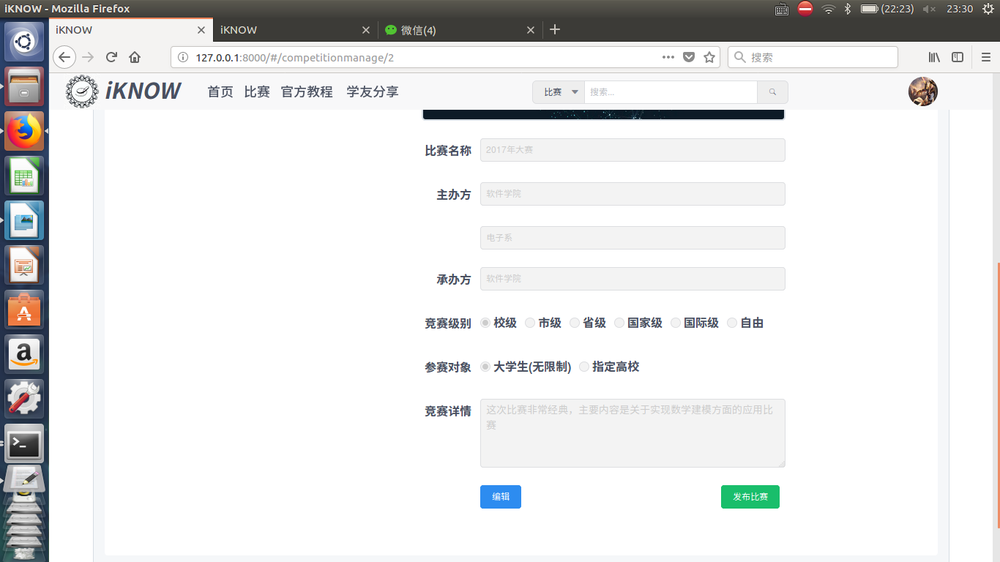 iKNOW - Mozilla Firefox
(22:23)
23:30
iKNOW
iKNOW
微信(4)
127.0.0.1:8000/#/competitionmanage/2
搜索
iKNOW
首页 比赛 官方教程 学友分享
比赛
搜索...
比赛名称
2017年大赛
主办方
软件学院
电子系
承办方
软件学院
竞赛级别
校级 市级 省级 国家级 国际级 自由
参赛对象
大学生(无限制) 指定高校
竞赛详情
这次比赛非常经典，主要内容是关于实现数学建模方面的应用比
赛
编辑
发布比赛